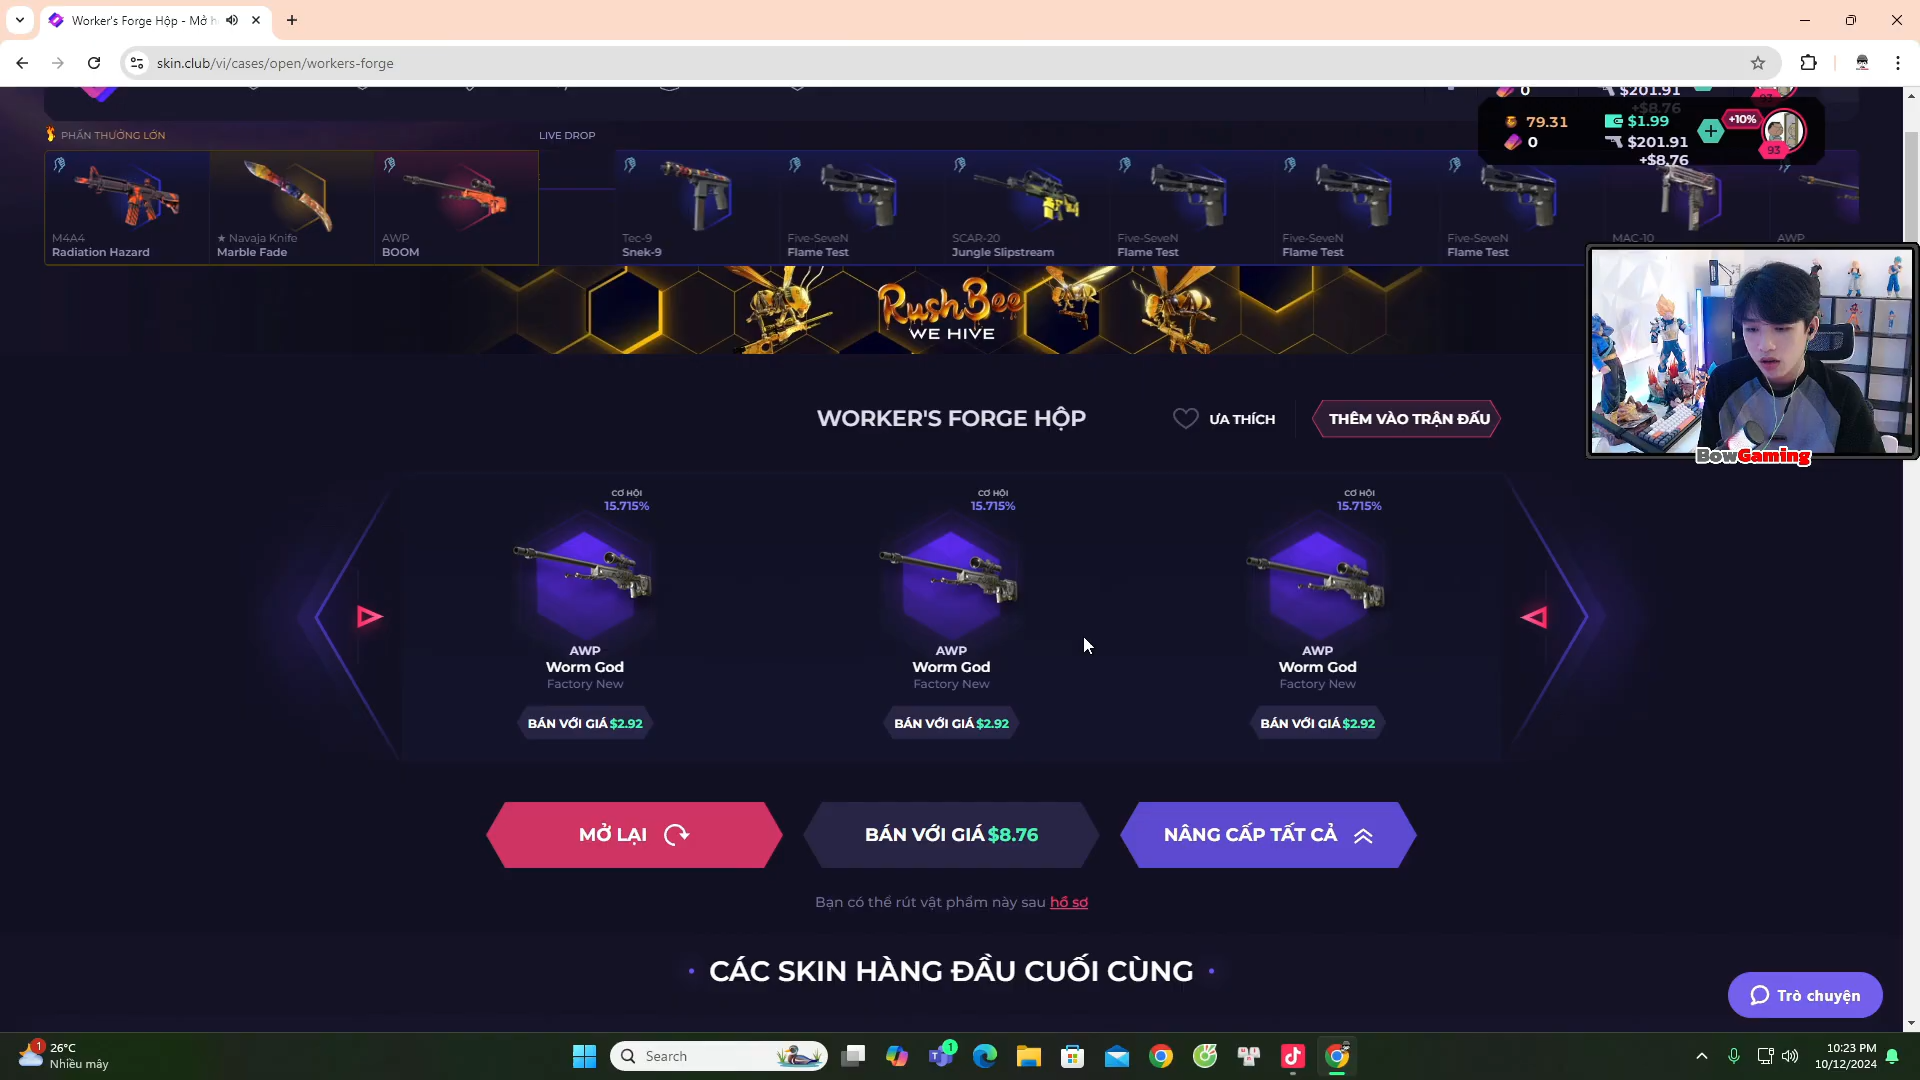 Worker's Forge Hộp - Mở h
skin.club/vi/cases/open/workers-forge
0
$201.91
+$8.76
79.31
$1.99
+10%
0
$201.91
93
+$8.76
PHẦN THƯỞNG LỚN
LIVE DROP
M4A4
Radiation Hazard
★ Navaja Knife
Marble Fade
AWP
BOOM
Tec-9
Snek-9
Five-SeveN
Flame Test
SCAR-20
Jungle Slipstream
Five-SeveN
Flame Test
Five-SeveN
Flame Test
Five-SeveN
Flame Test
MAC-10
AWP
RushBee
WE HIVE
BowGaming
WORKER'S FORGE HỘP
ƯA THÍCH
THÊM VÀO TRẬN ĐẤU
CƠ HỘI
15.715%
CƠ HỘI
15.715%
CƠ HỘI
15.715%
AWP
Worm God
Factory New
AWP
Worm God
Factory New
AWP
Worm God
Factory New
BÁN VỚI GIÁ $2.92
BÁN VỚI GIÁ $2.92
BÁN VỚI GIÁ $2.92
MỞ LẠI
BÁN VỚI GIÁ $8.76
NÂNG CẤP TẤT CẢ
Bạn có thể rút vật phẩm này sau hồ sơ
• CÁC SKIN HÀNG ĐẦU CUỐI CÙNG •
Trò chuyện
1
26°C
Nhiều mây
Search
1
10:23 PM
10/12/2024